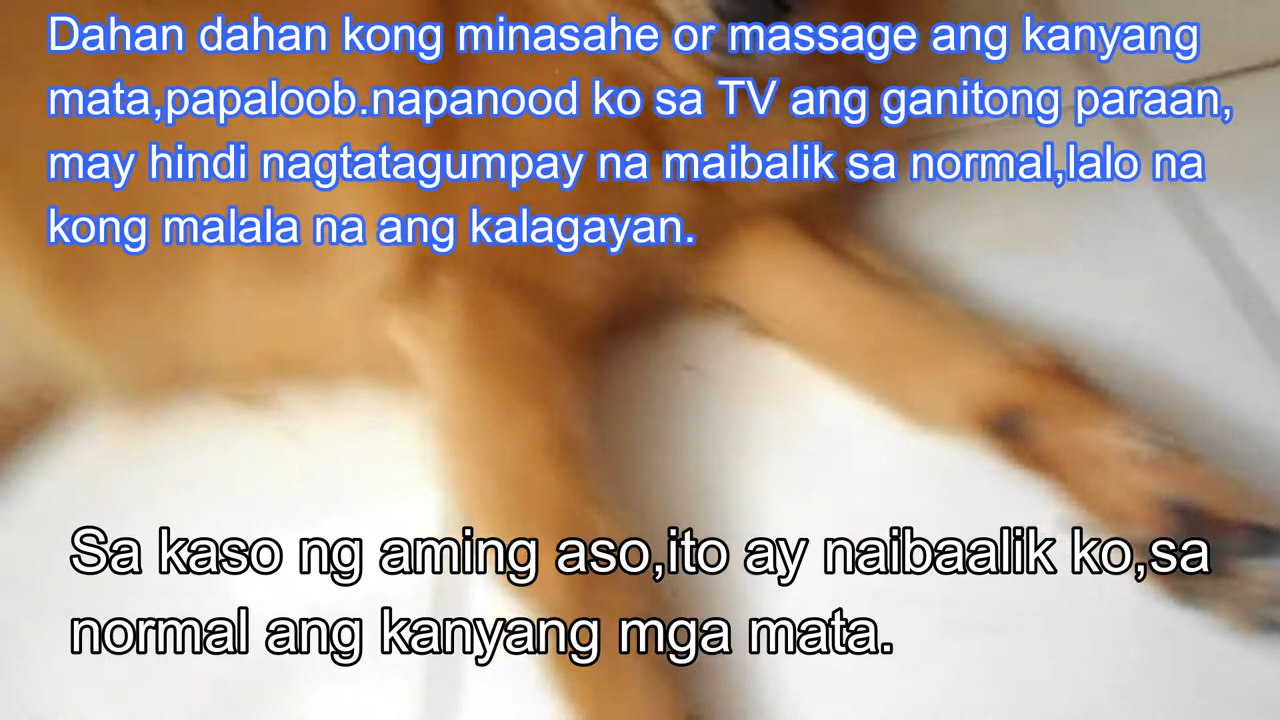 Dahan dahan kong minasahe or massage ang kanyang
mata,papaloob.napanood ko sa TV ang ganitong paraan,
may hindi nagtatagumpay na maibalik sa normal,lalo na
kong malala na ang kalagayan.
Sa kaso ng aming aso,ito ay naibaalik ko,sa
normal ang kanyang mga mata.